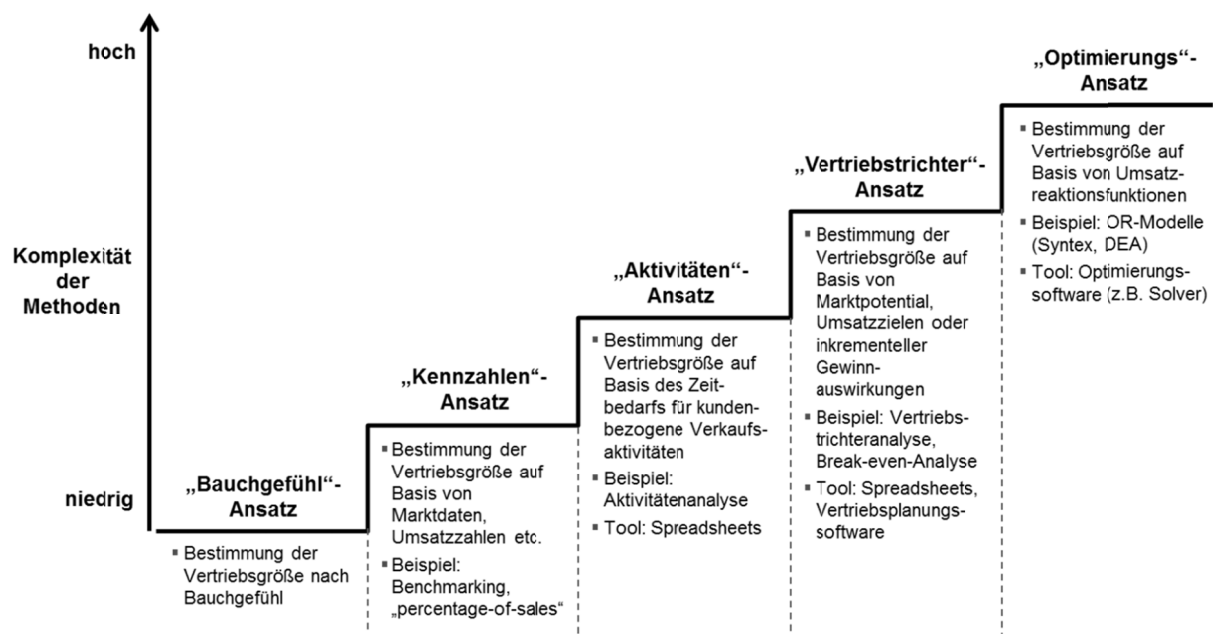 hoch
Komplexität
der
Methoden
niedrig
„Bauchgefühl“-
Ansatz
▪ Bestimmung der
Vertriebsgröße nach
Bauchgefühl
„Kennzahlen“-
Ansatz
▪ Bestimmung der
Vertriebsgröße auf
Basis von
Marktdaten,
Umsatzzahlen etc.
▪ Beispiel:
Benchmarking,
„percentage-of-sales“
„Aktivitäten“-
Ansatz
▪ Bestimmung der
Vertriebsgröße auf
Basis des Zeit-
bedarfs für kunden-
bezogene Verkaufs-
aktivitäten
▪ Beispiel:
Aktivitätenanalyse
▪ Tool: Spreadsheets
„Vertriebstrichter“-
Ansatz
▪ Bestimmung der
Vertriebsgröße auf
Basis von
Marktpotential,
Umsatzzielen oder
inkrementeller
Gewinn-
auswirkungen
▪ Beispiel: Vertriebs-
trichteranalyse,
Break-even-Analyse
▪ Tool: Spreadsheets,
Vertriebsplanungs-
software
„Optimierungs“-
Ansatz
▪ Bestimmung der
Vertriebsgröße auf
Basis von Umsatz-
reaktionsfunktionen
▪ Beispiel: OR-Modelle
(Syntex, DEA)
▪ Tool: Optimierungs-
software (z.B. Solver)